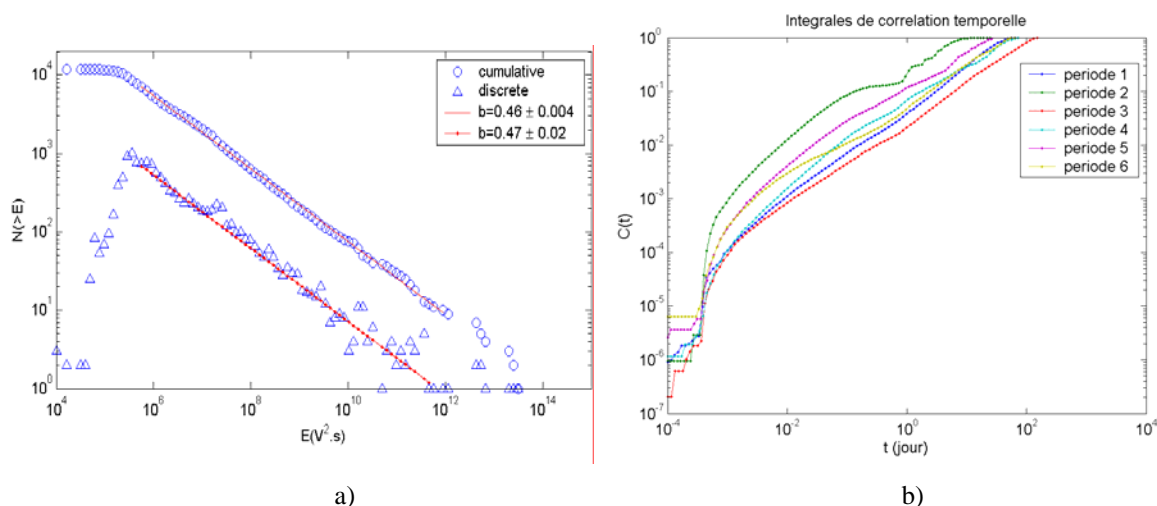 Integrales de correlation temporelle
10^4
10^3
10^2
10^1
10^0
N(>E)
cumulative
discrete
b=0.46 ± 0.004
b=0.47 ± 0.02
10^4
10^6
10^8
10^10
10^12
10^14
E(V^2.s)
10^0
10^-1
10^-2
10^-3
10^-4
10^-5
10^-6
10^-7
C(t)
periode 1
periode 2
periode 3
periode 4
periode 5
periode 6
10^-4
10^-2
10^0
10^2
10^4
t (jour)
a)
b)